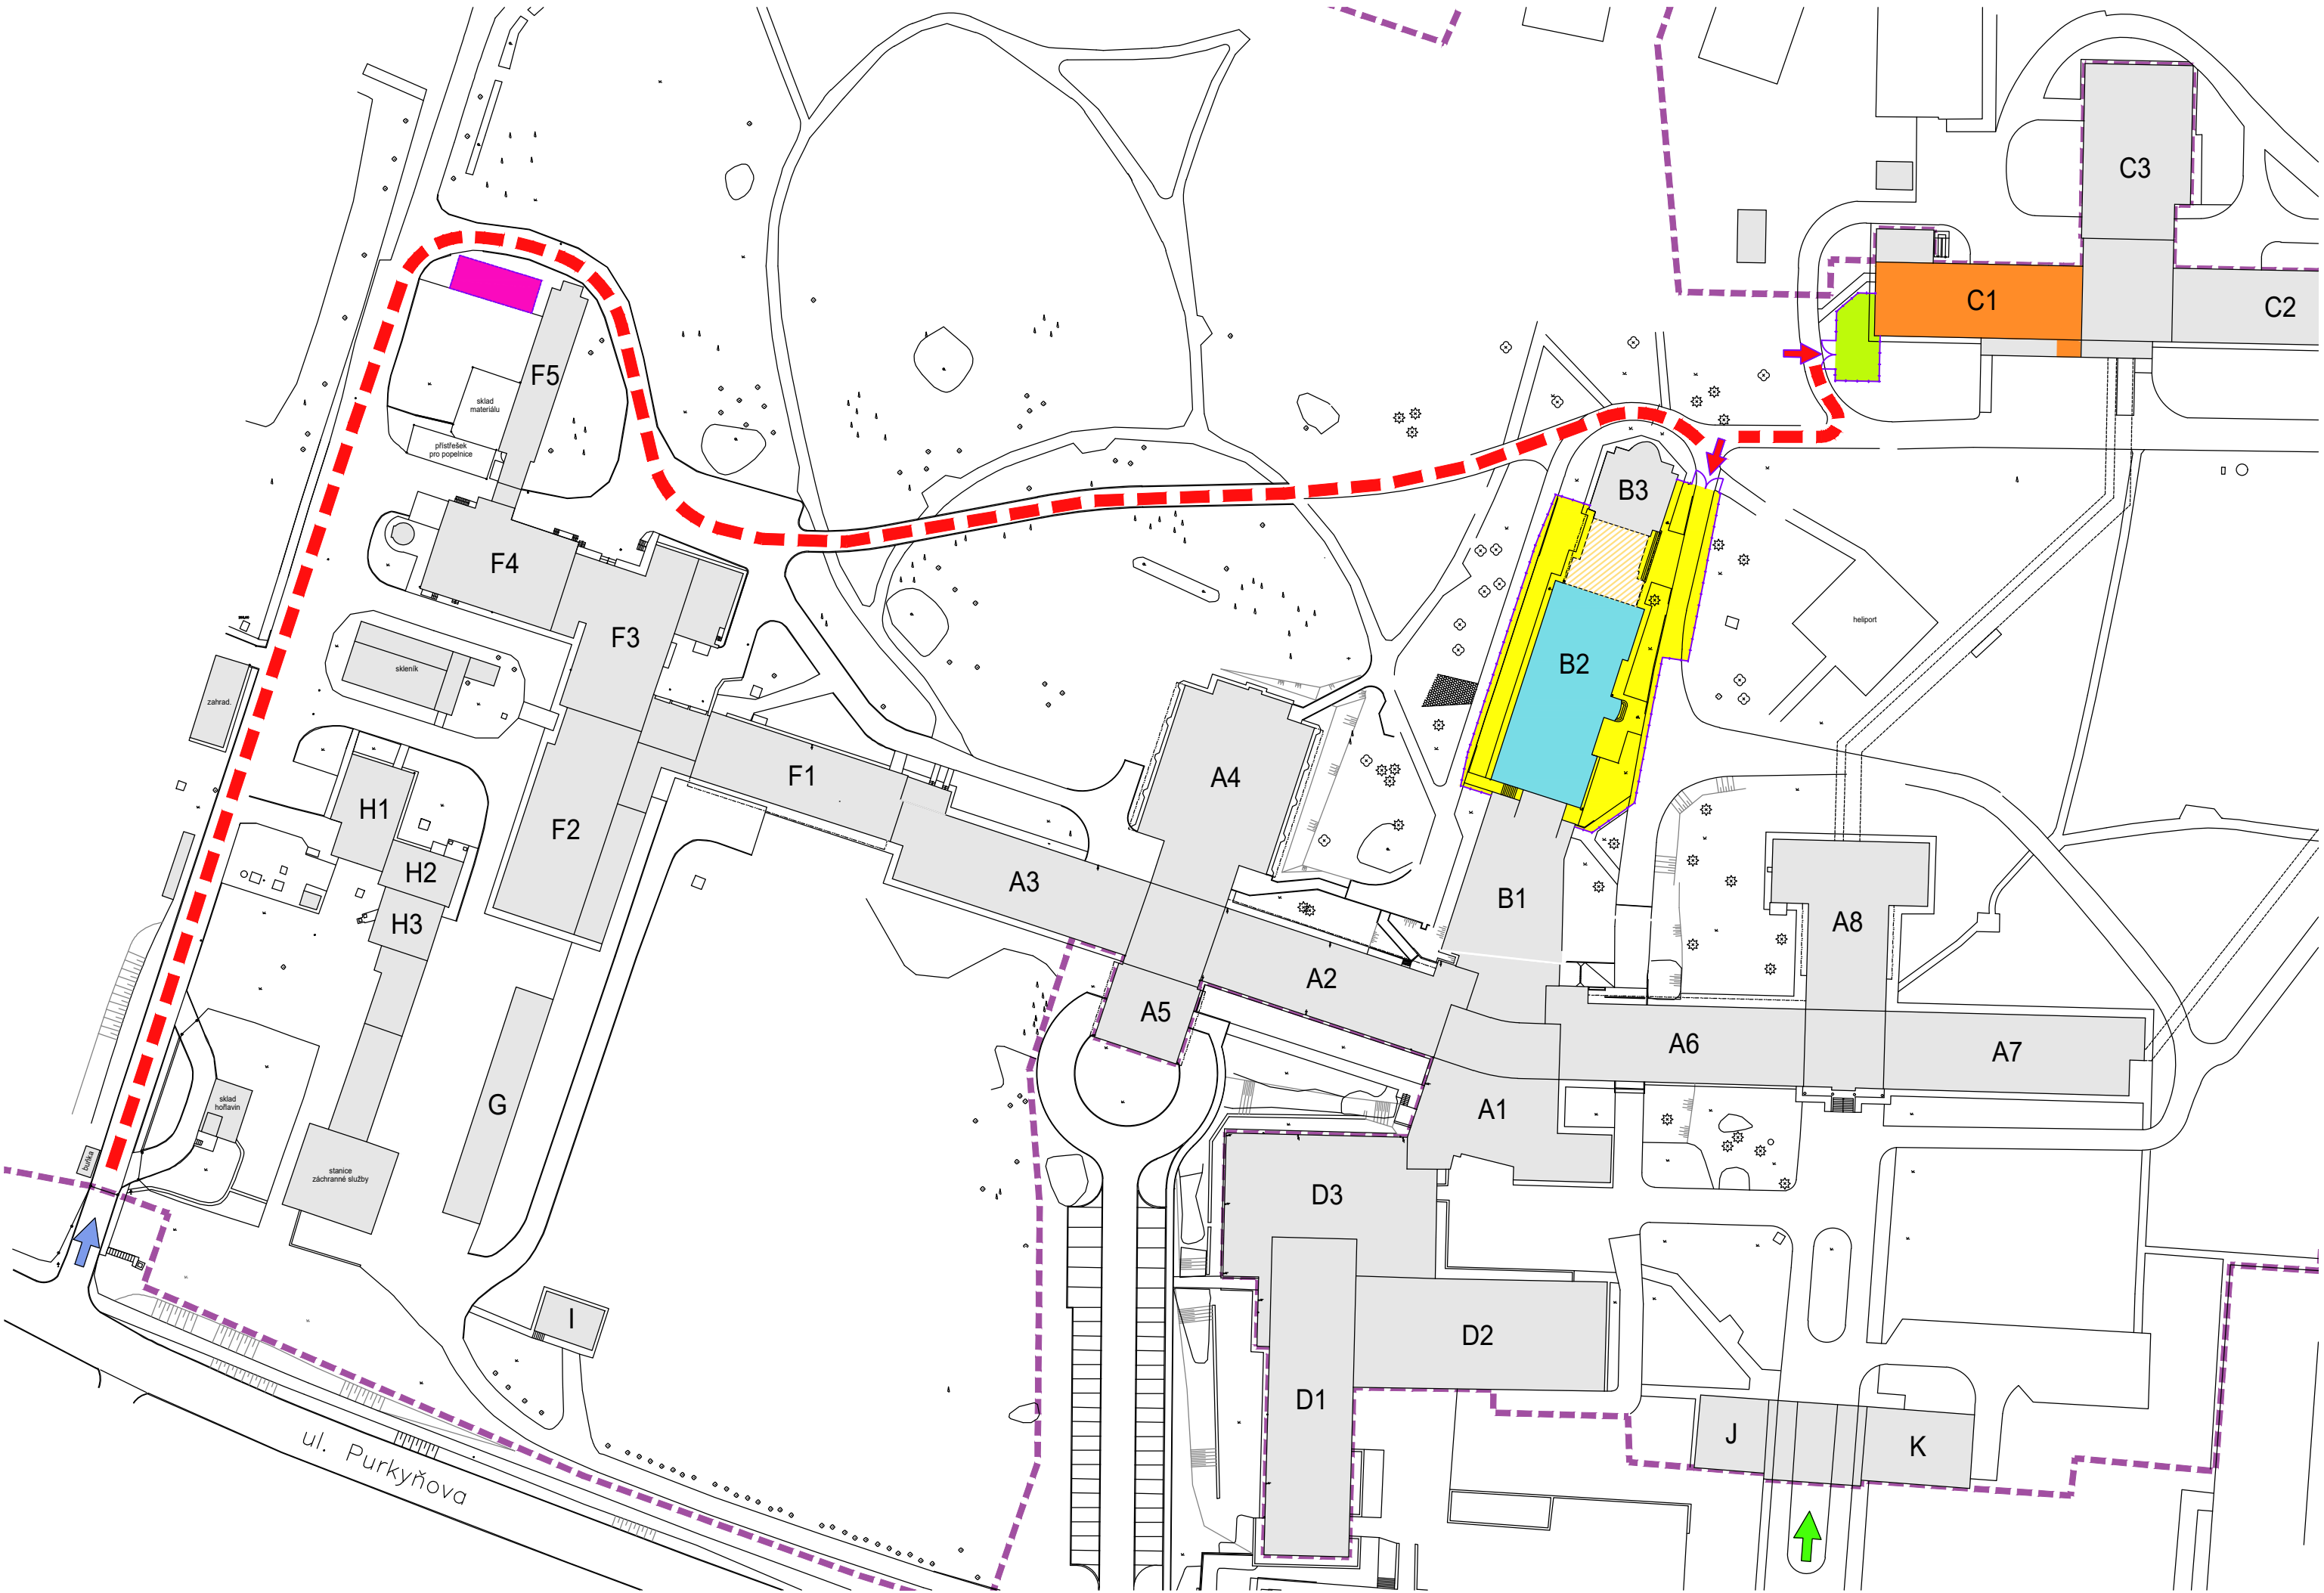 C3
C1
C2
F5
sklad
materiálu
přístřešek
pro popelnice
B3
F4
heliport
F3
B2
skleník
zahrad.
A4
F1
H1
F2
H2
A3
B1
H3
A8
A2
A5
A6
A7
sklad
hořlavin
G
A1
buňka
stanice
záchranné služby
D3
I
D2
D1
J
K
ul. Purkyňova